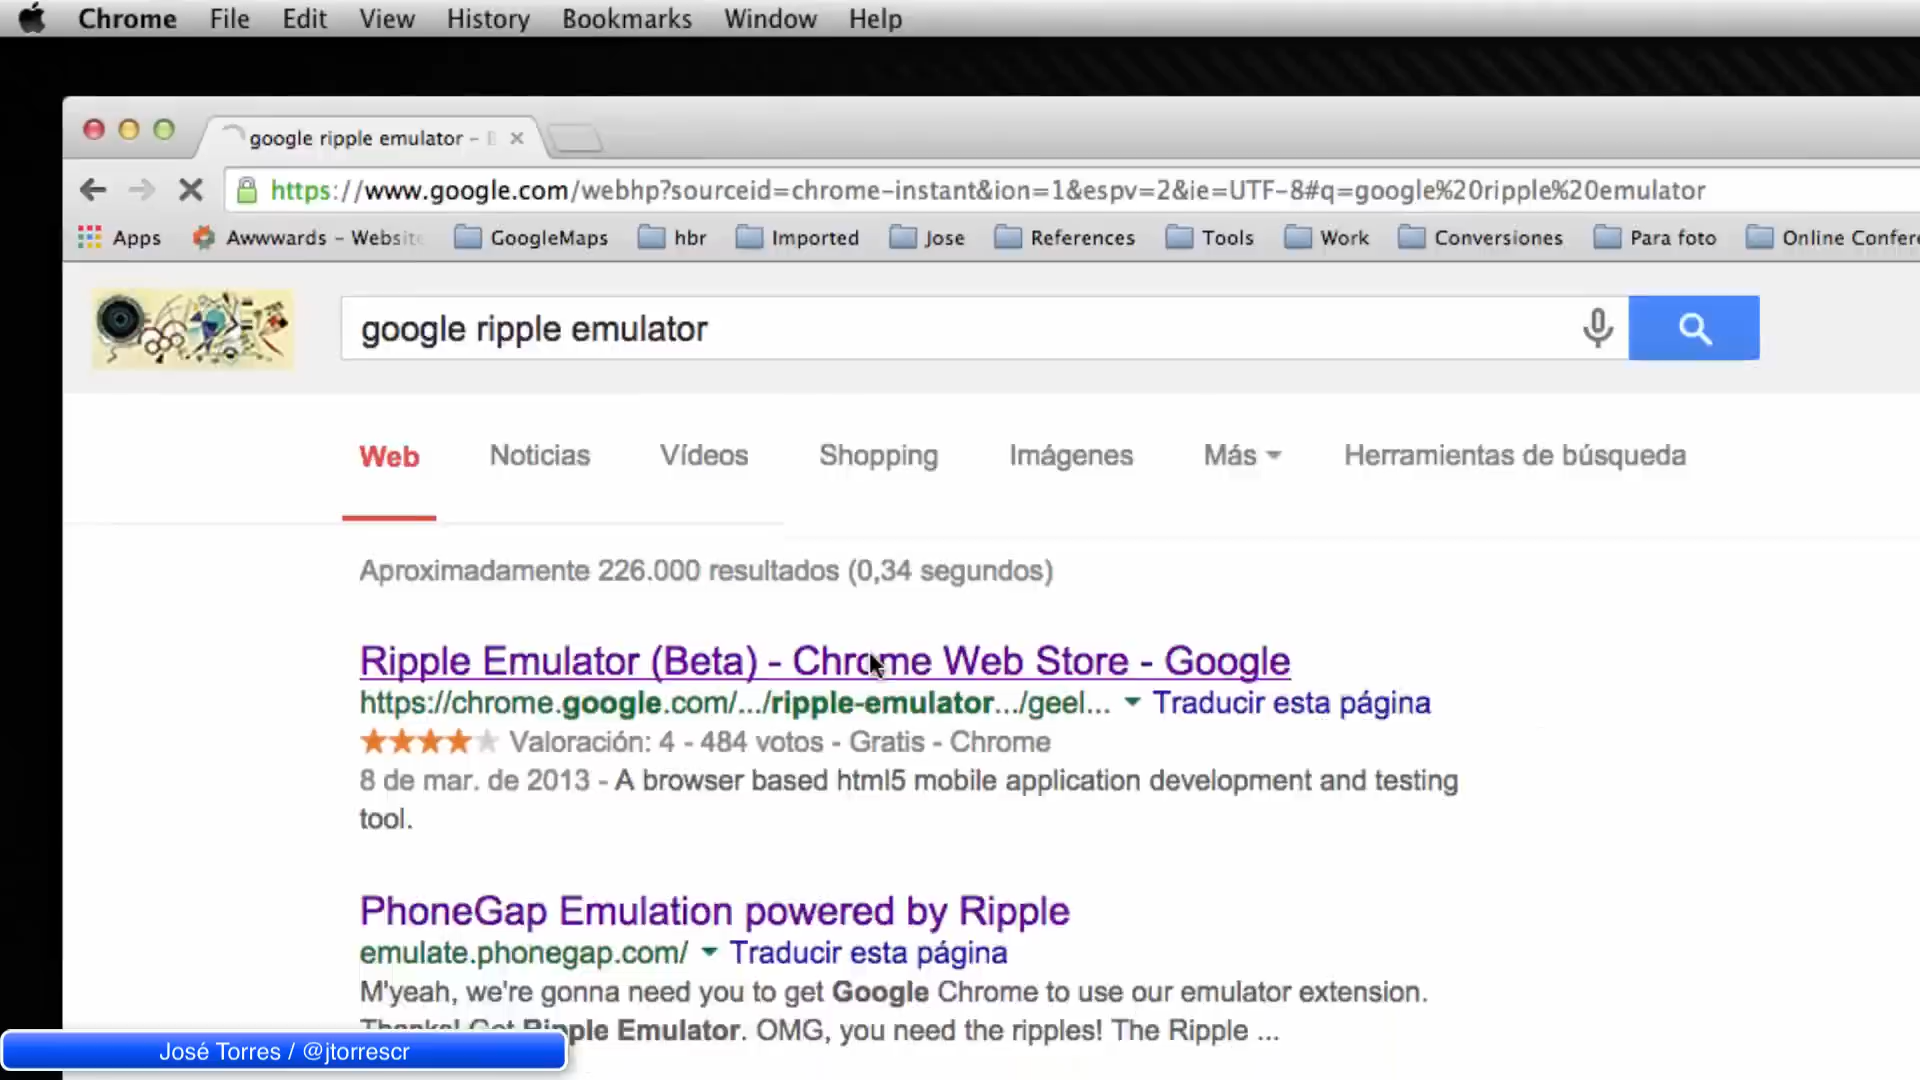 Chrome File Edit View History Bookmarks Window Help
google ripple emulator –
https://www.google.com/webhp?sourceid=chrome-instant&ion=1&espv=2&ie=UTF-8#q=google%20ripple%20emulator
Apps Awwwards – Website GoogleMaps hbr Imported Jose References Tools Work Conversiones Para foto Online Confere
google ripple emulator
Web Noticias Vídeos Shopping Imágenes Más Herramientas de búsqueda
Aproximadamente 226.000 resultados (0,34 segundos)
Ripple Emulator (Beta) - Chrome Web Store - Google
https://chrome.google.com/.../ripple-emulator.../geel... Traducir esta página
Valoración: 4 - 484 votos - Gratis - Chrome
8 de mar. de 2013 - A browser based html5 mobile application development and testing
tool.
PhoneGap Emulation powered by Ripple
emulate.phonegap.com/ Traducir esta página
M'yeah, we're gonna need you to get Google Chrome to use our emulator extension.
Thanks! Get Ripple Emulator. OMG, you need the ripples! The Ripple ...
José Torres / @jtorrescr